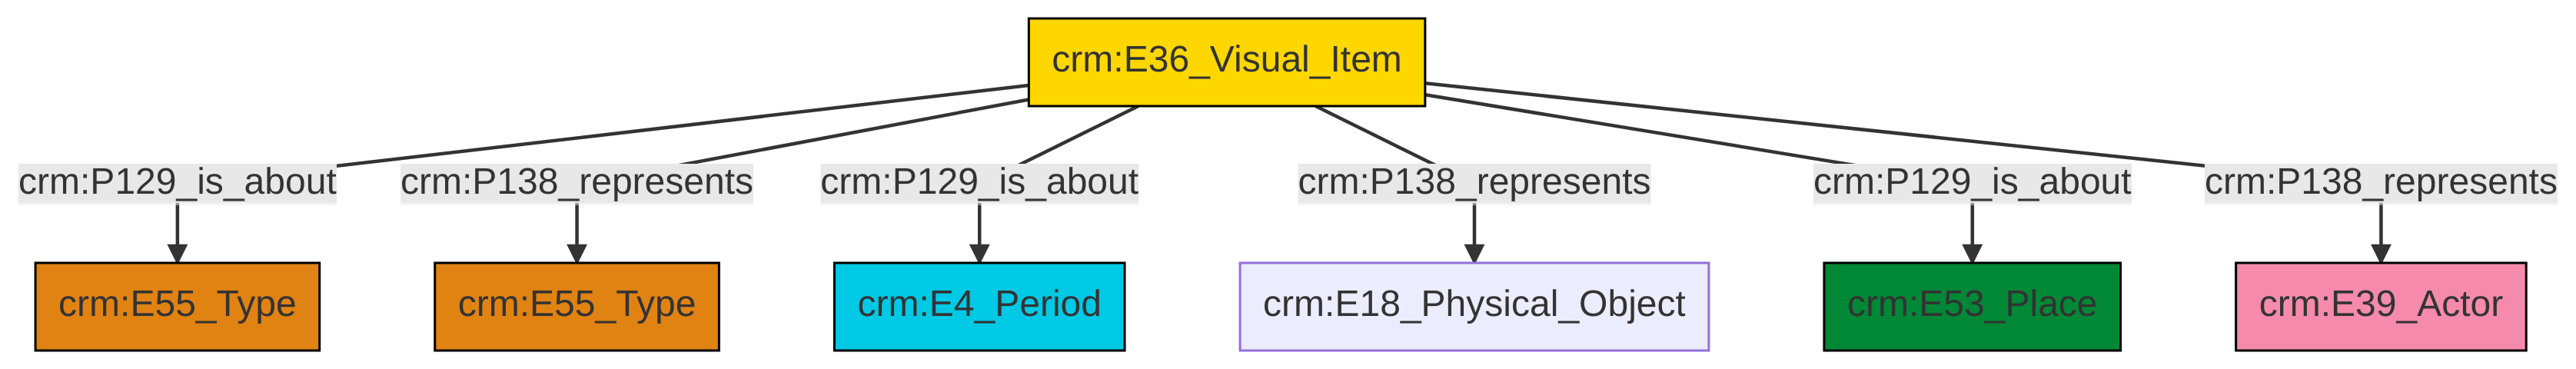 crm:E36_Visual_Item
crm:P129_is_about
crm:P138_represents
crm:P129_is_about
crm:P138_represents
crm:P129_is_about
crm:P138_represents
crm:E55_Type
crm:E55_Type
crm:E4_Period
crm:E18_Physical_Object
crm:E53_Place
crm:E39_Actor